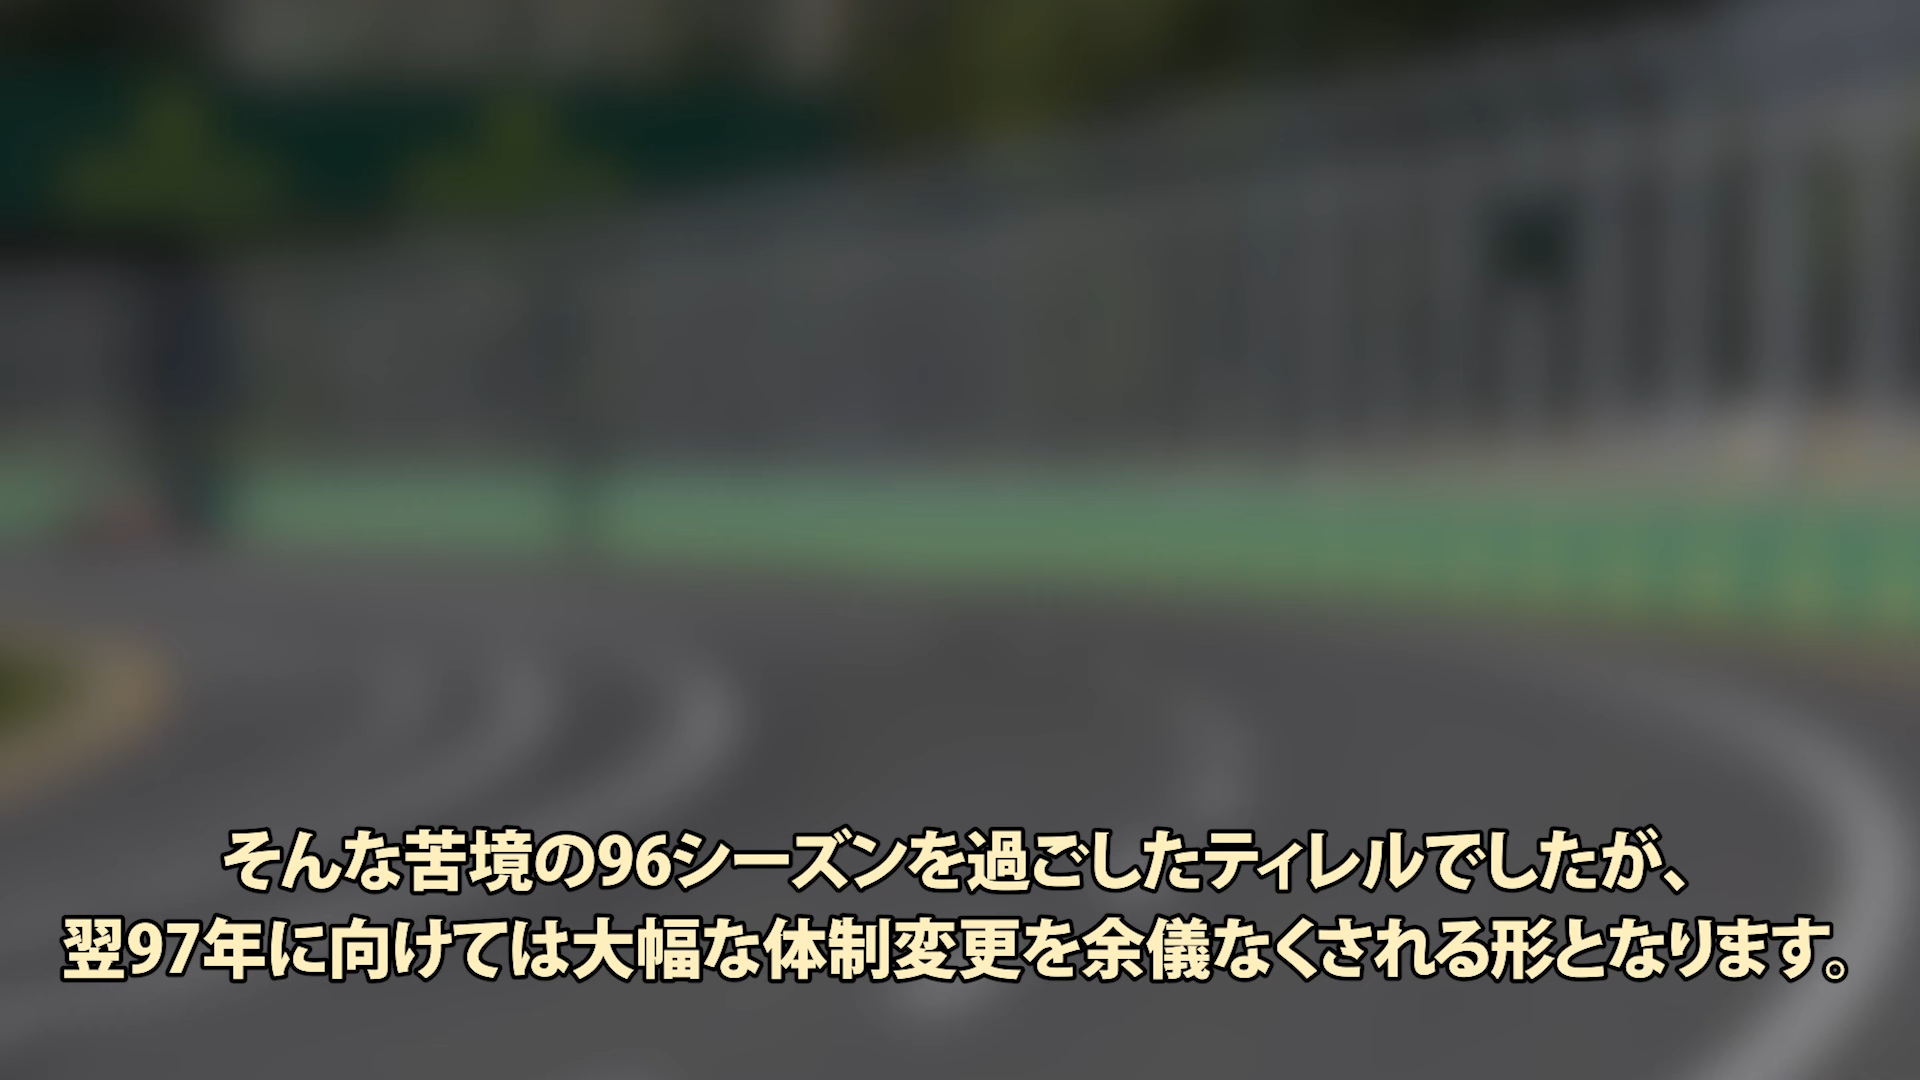 そんな苦境の96シーズンを過ごしたティレルでしたが、
翌97年に向けては大幅な体制変更を余儀なくされる形となります。